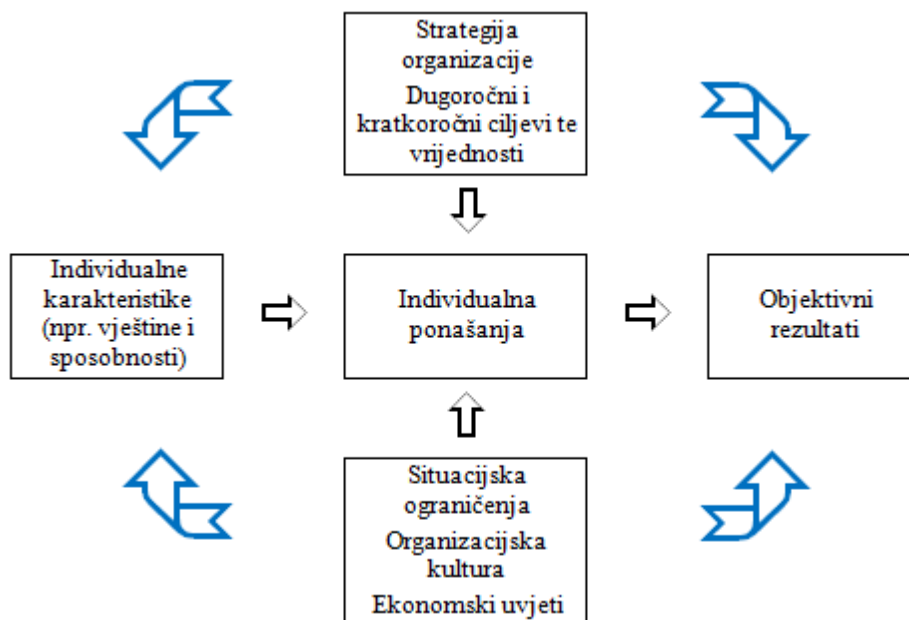 Strategija
organizacije
Dugoročni i
kratkoročni ciljevi te
vrijednosti
Individualne
karakteristike
(npr. vještine i
sposobnosti)
Individualna
ponašanja
Objektivni
rezultati
Situacijska
ograničenja
Organizacijska
kultura
Ekonomski uvjeti